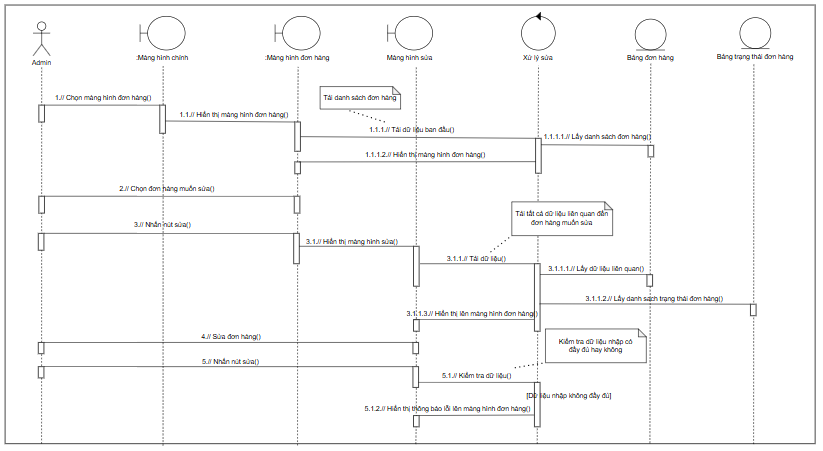 Admin
:Màng hình chính
:Màng hình đơn hàng
Màng hình sửa
Xử lý sửa
Bảng đơn hàng
Bảng trạng thái đơn hàng
Tải danh sách đơn hàng
1.// Chọn màng hình đơn hàng()
1.1.// Hiển thị màng hình đơn hàng()
1.1.1.// Tải dữ liệu ban đầu()
1.1.1.1.// Lấy danh sách đơn hàng()
1.1.1.2.// Hiển thị màng hình đơn hàng()
2.// Chọn đơn hàng muốn sửa()
Tải tất cả dữ liệu liên quan đến
đơn hàng muốn sửa
3.// Nhấn nút sửa()
3.1.// Hiển thị màng hình sửa()
3.1.1.// Tải dữ liệu()
3.1.1.1.// Lấy dữ liệu liên quan()
3.1.1.2.// Lấy danh sách trạng thái đơn hàng()
3.1.1.3.// Hiển thị lên màng hình đơn hàng()
4.// Sửa đơn hàng()
Kiểm tra dữ liệu nhập có
đầy đủ hay không
5.// Nhấn nút sửa()
5.1.// Kiểm tra dữ liệu()
[Dữ liệu nhập không đầy đủ]
5.1.2.// Hiển thị thông báo lỗi lên màng hình đơn hàng()